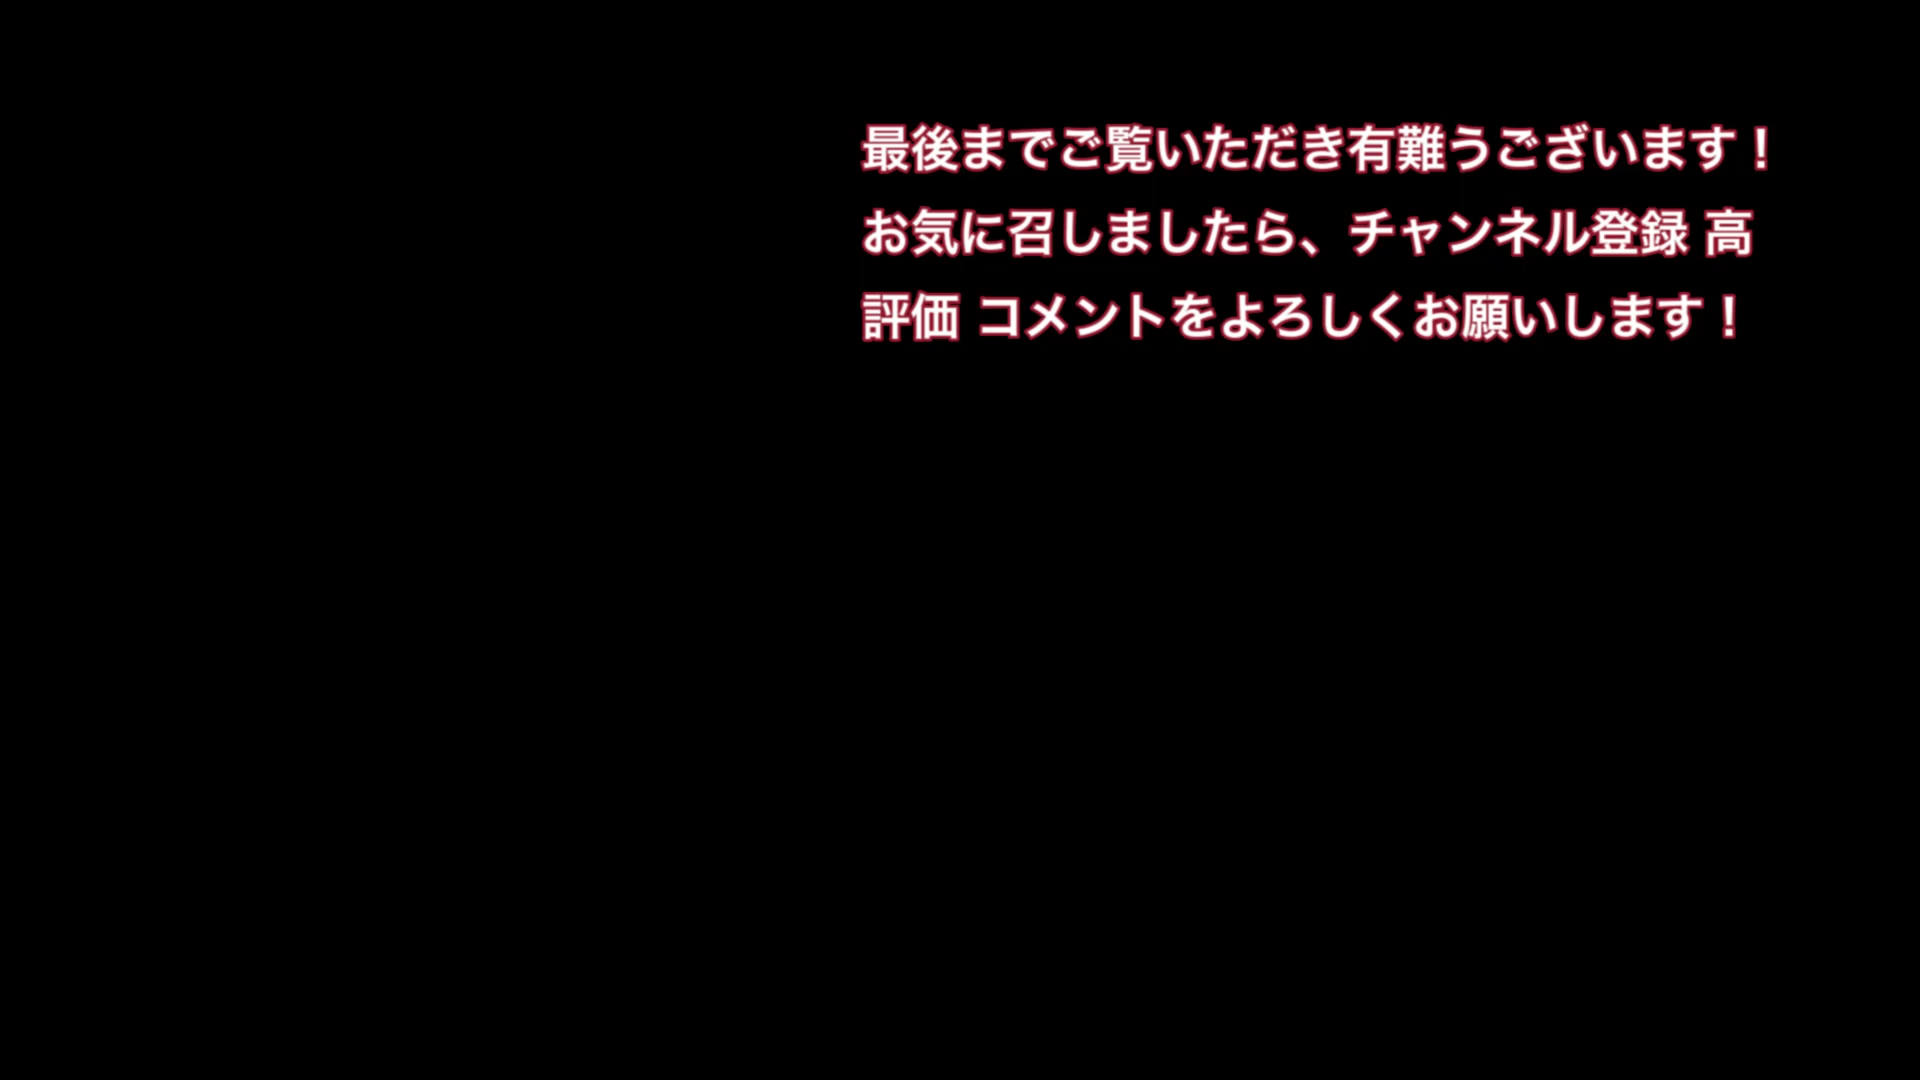 最後までご覧いただき有難うございます！
お気に召しましたら、チャンネル登録 高
評価 コメントをよろしくお願いします！